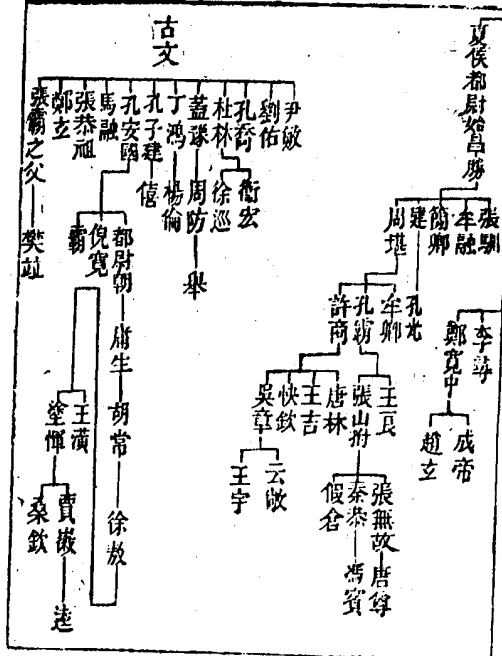 夏侯都尉始昌
勝
張馴
牟融
簡卿
建
周堪
李尋
鄭寬中
孔光
牟卿
孔霸
許商
成帝
趙立
王良
張山拊
唐林
王吉
快欽
吳章
云敞
王宇
張無故
秦恭
假倉
唐尊
馮賓
古文
尹敏
劉佑
孔喬
杜林
蓋豫
丁鴻
孔子建
孔安國
馬融
張恭祖
鄭玄
張霸之父
衞宏
徐巡
周防
楊倫
僖
都尉朝
倪寬
霸
樊並
舉
庸生
胡常
徐敖
王璜
塗惲
賈徽
桑欽
逵